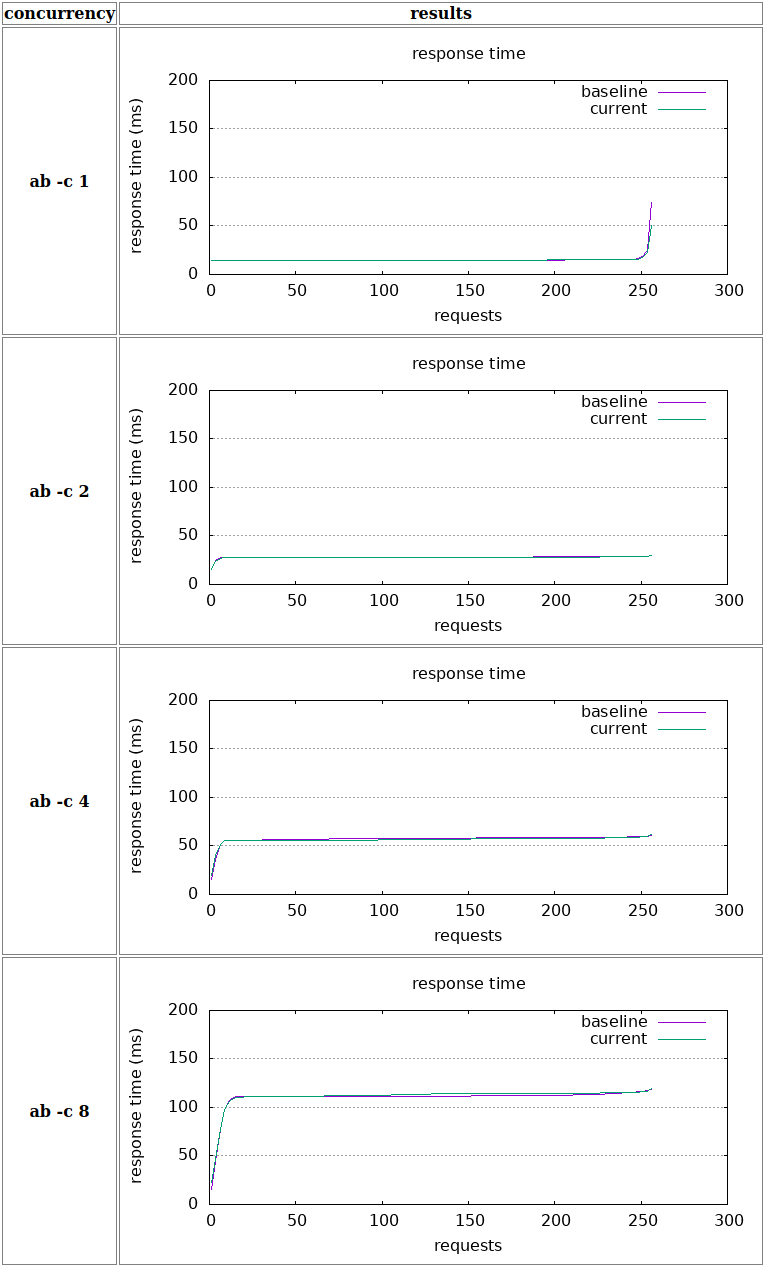 concurrency results
ab -c 1
response time
response time (ms)
200
150
100
50
0
baseline
current
0 50 100 150 200 250 300
requests
ab -c 2
response time
response time (ms)
200
150
100
50
0
baseline
current
0 50 100 150 200 250 300
requests
ab -c 4
response time
response time (ms)
200
150
100
50
0
baseline
current
0 50 100 150 200 250 300
requests
ab -c 8
response time
response time (ms)
200
150
100
50
0
baseline
current
0 50 100 150 200 250 300
requests